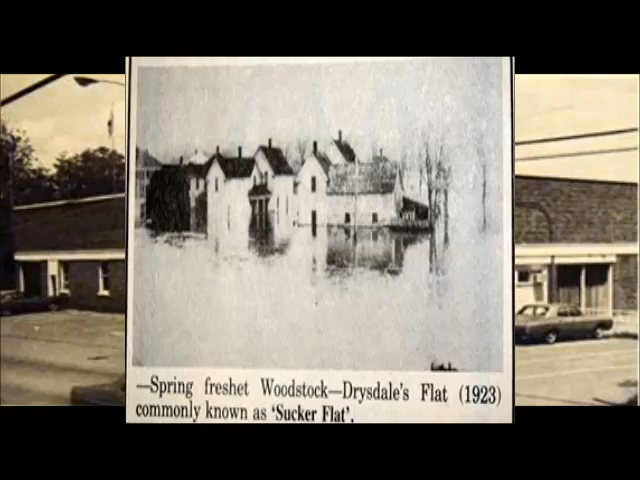 —Spring freshet Woodstock—Drysdale's Flat (1923)
commonly known as 'Sucker Flat'.